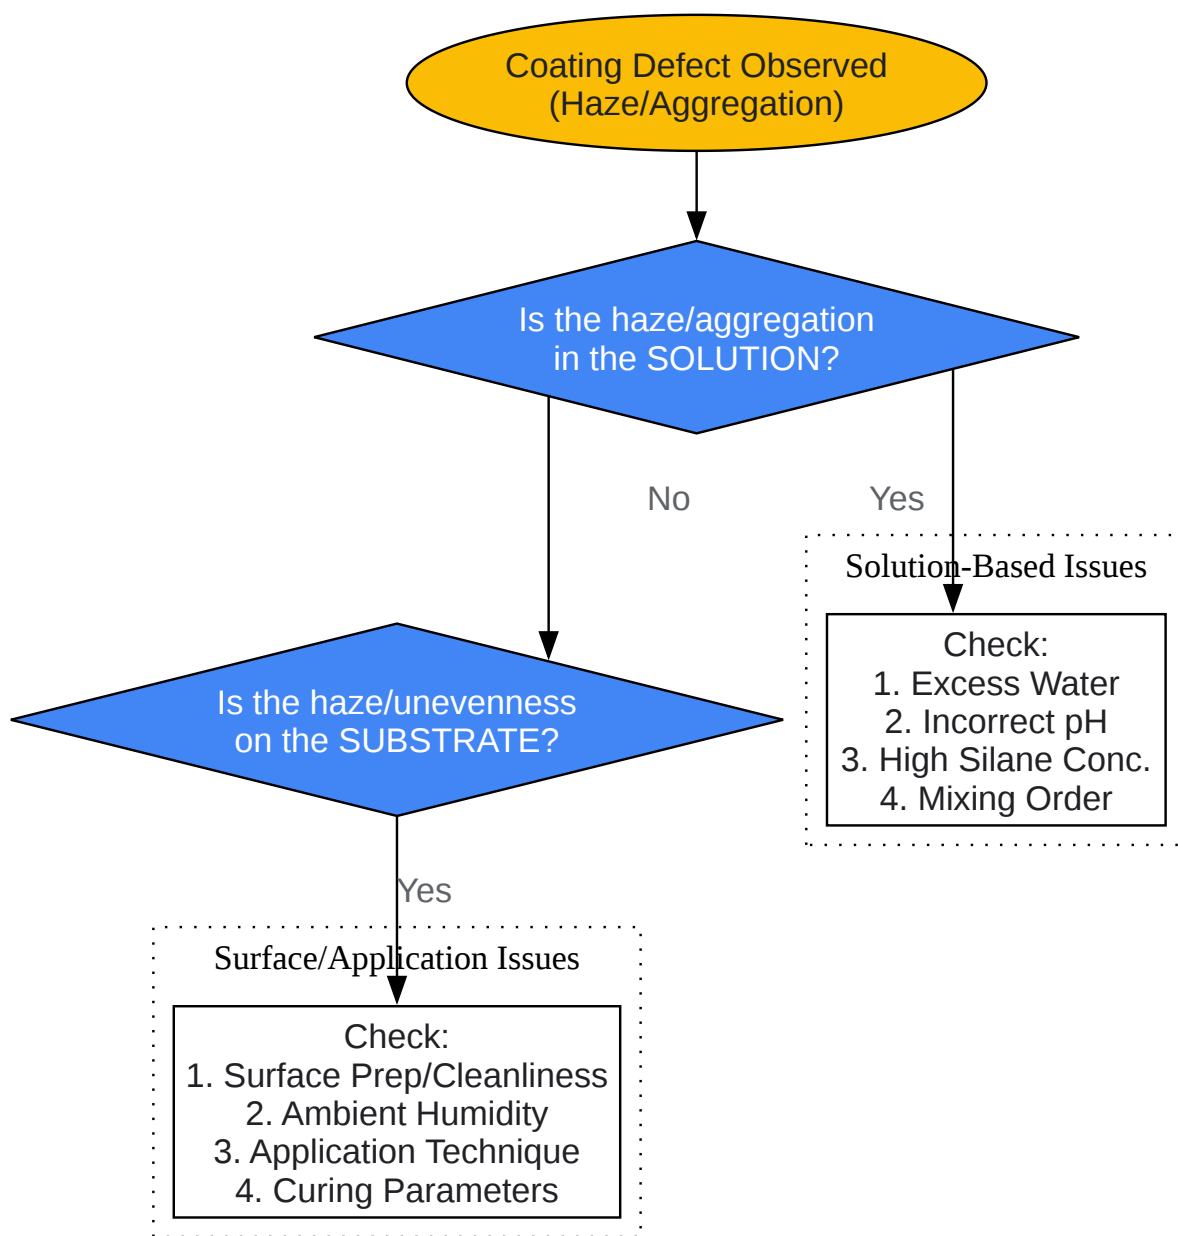 Coating Defect Observed
(Haze/Aggregation)
Is the haze/aggregation
in the SOLUTION?
No
Yes
Solution-Based Issues
Check:
1. Excess Water
2. Incorrect pH
3. High Silane Conc.
4. Mixing Order
Is the haze/unevenness
on the SUBSTRATE?
Yes
Surface/Application Issues
Check:
1. Surface Prep/Cleanliness
2. Ambient Humidity
3. Application Technique
4. Curing Parameters